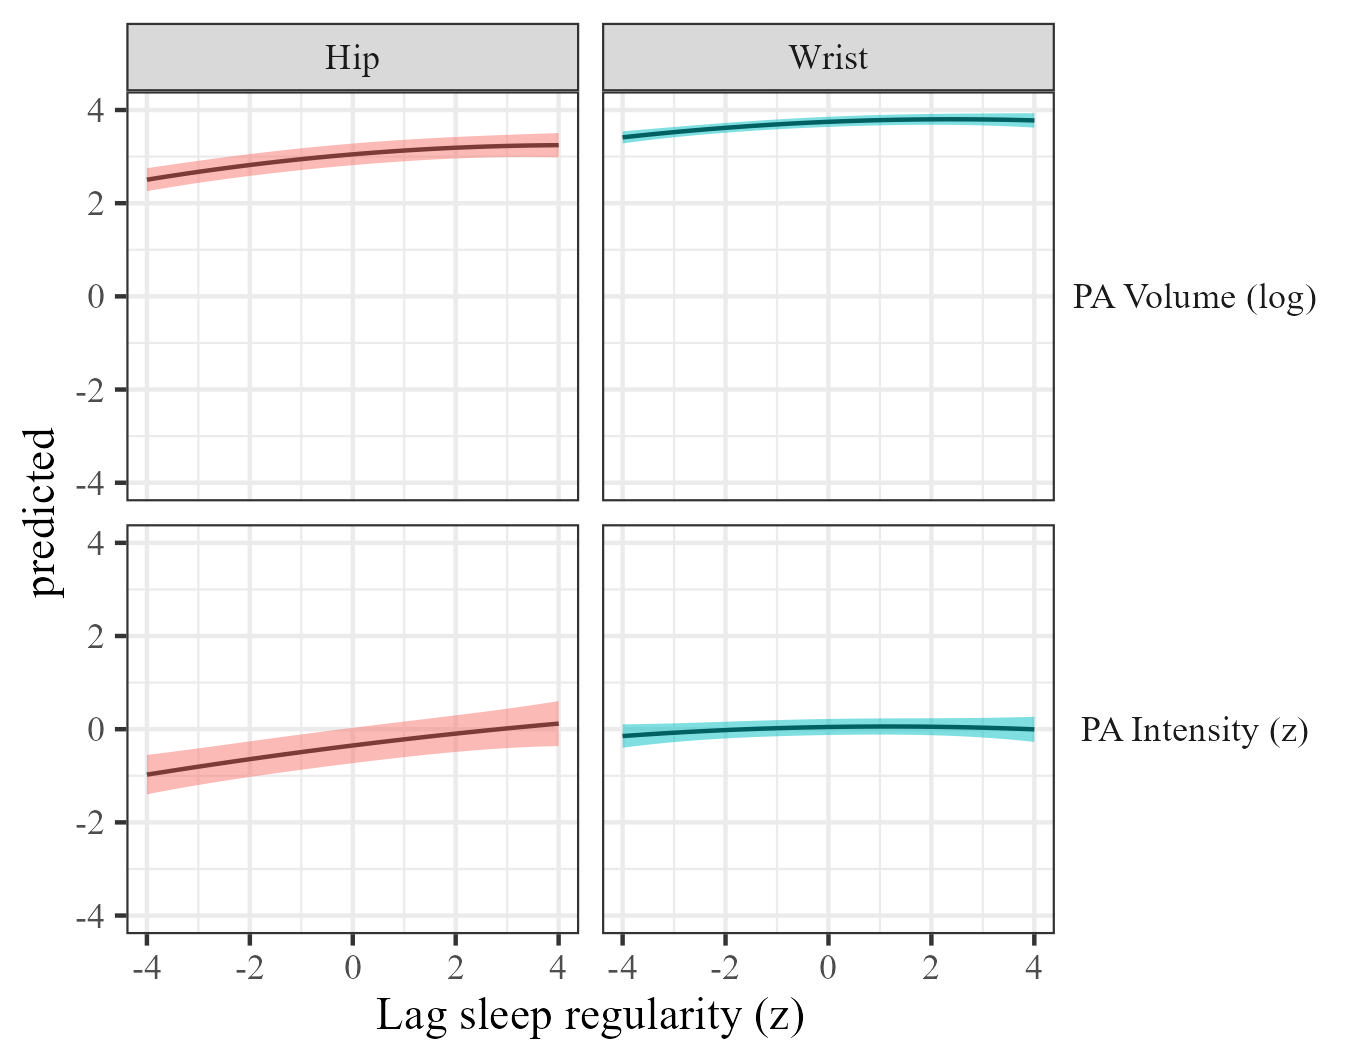 Hip
Wrist
4
2
0
-2
-4
PA Volume (log)
predicted
4
2
0
-2
-4
PA Intensity (z)
-4 -2 0 2 4
-4 -2 0 2 4
Lag sleep regularity (z)